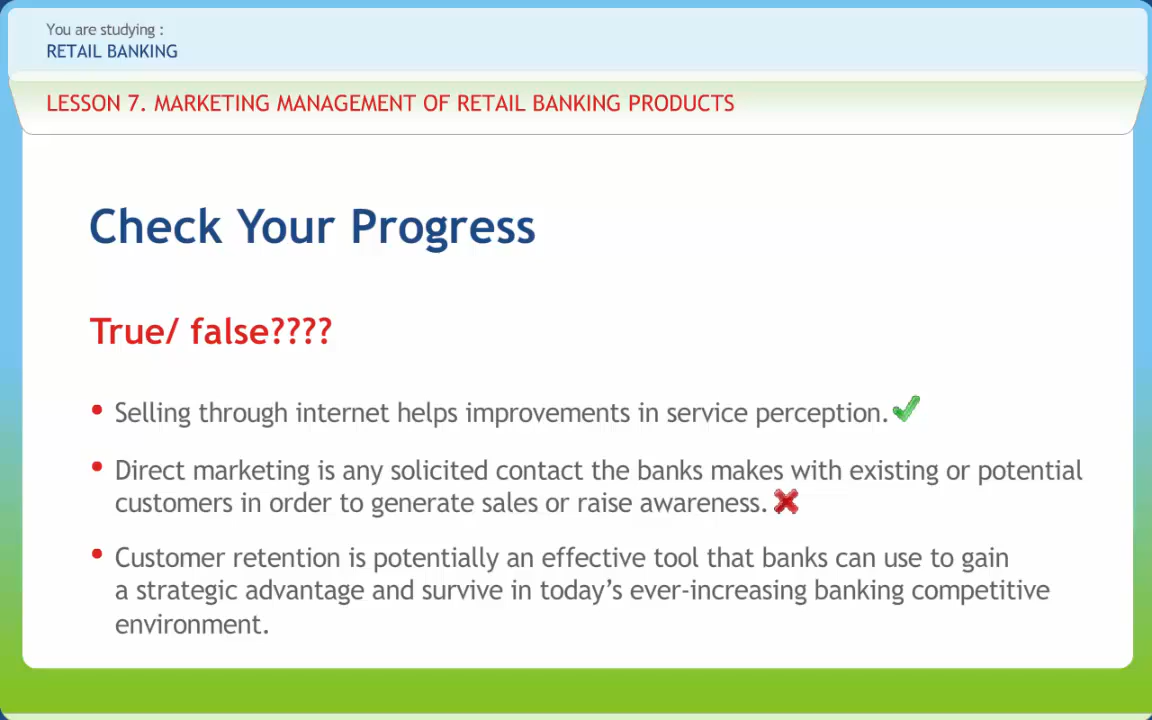 You are studying :
RETAIL BANKING
LESSON 7. MARKETING MANAGEMENT OF RETAIL BANKING PRODUCTS
Check Your Progress
True/ false????
• Selling through internet helps improvements in service perception.
• Direct marketing is any solicited contact the banks makes with existing or potential
customers in order to generate sales or raise awareness.
• Customer retention is potentially an effective tool that banks can use to gain
a strategic advantage and survive in today’s ever-increasing banking competitive
environment.